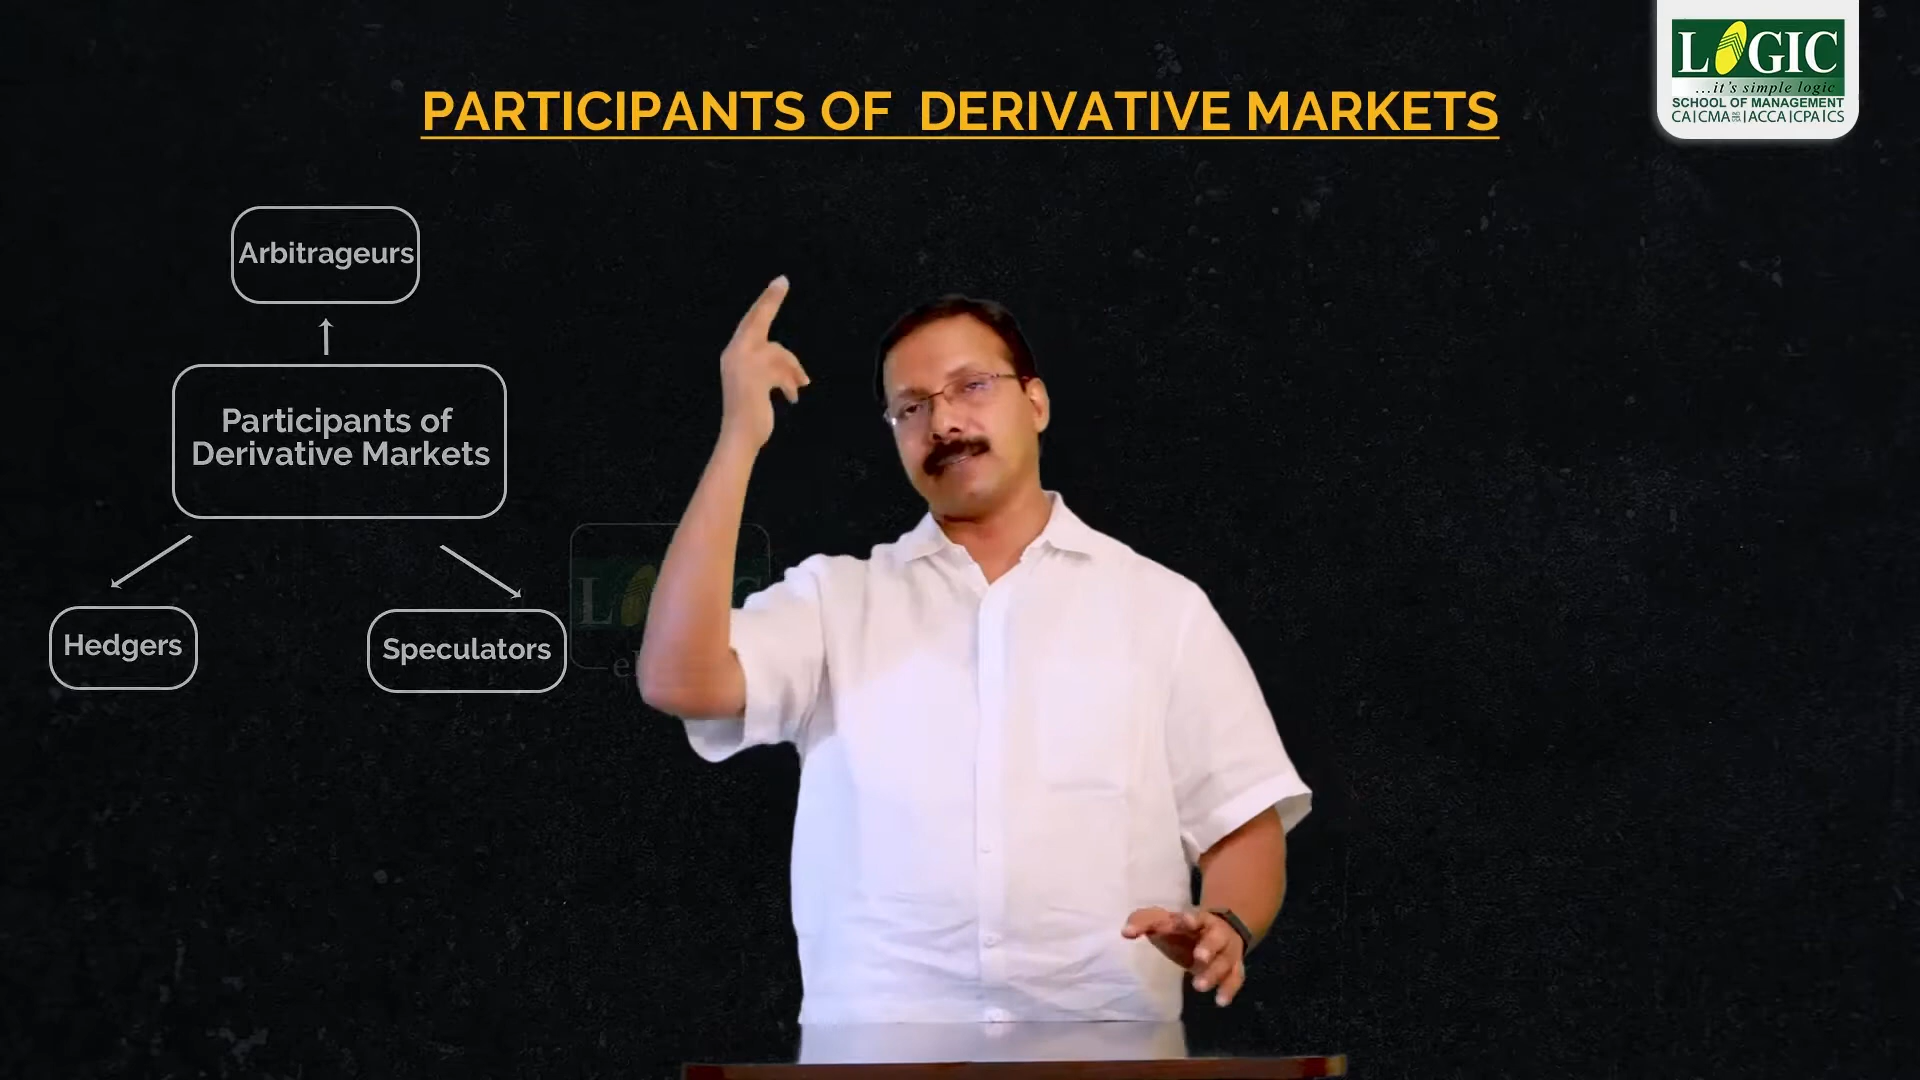 PARTICIPANTS OF DERIVATIVE MARKETS
LOGIC
...it's simple logic
SCHOOL OF MANAGEMENT
CA|CMA|ACCA|CPA|CS
Arbitrageurs
Participants of
Derivative Markets
Hedgers
Speculators